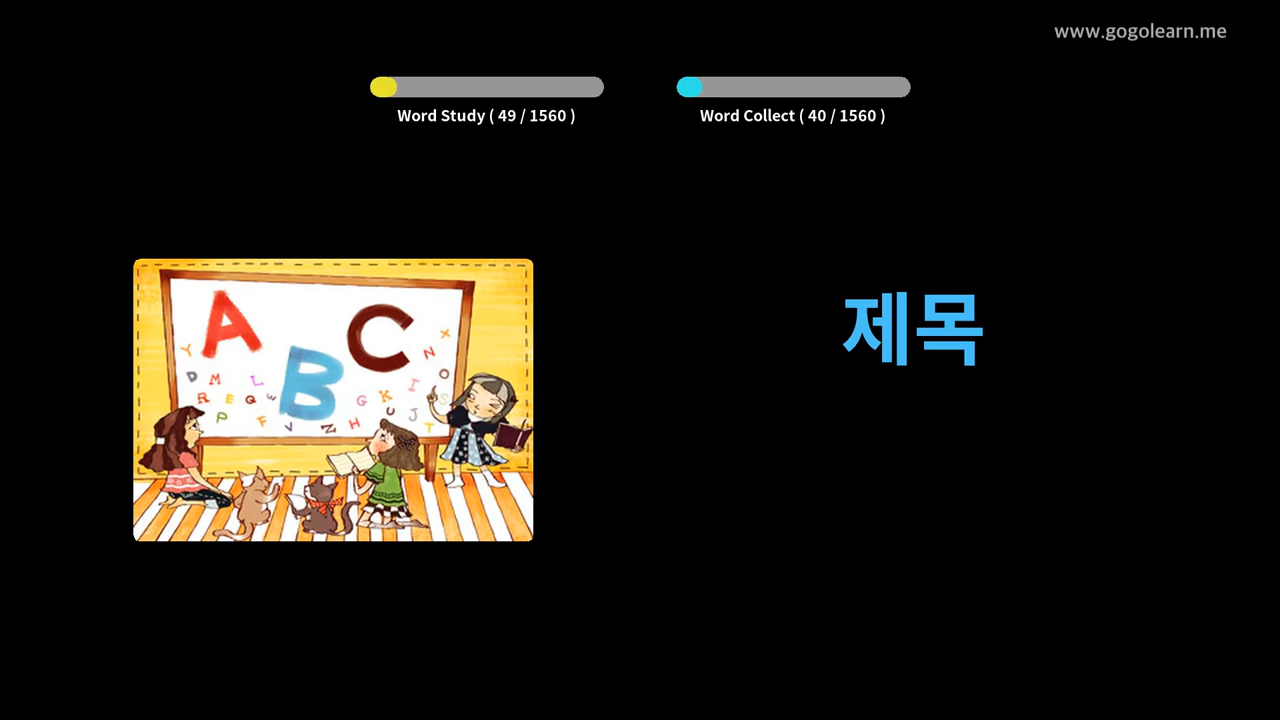 www.gogolearn.me
Word Study ( 49 / 1560 )
Word Collect ( 40 / 1560 )
제목
A
B
C
Y
X
N
D
M
L
O
R
E
Q
W
G
K
I
S
P
F
V
Z
H
U
J
T